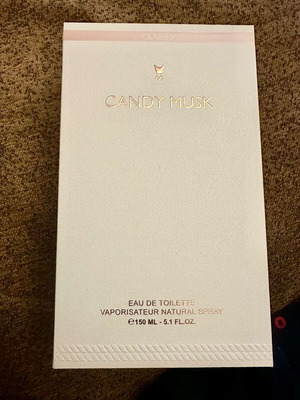 CANDY MUSK
EAU DE TOILETTE
VAPORISATEUR NATURAL SPRAY
℮150 ML - 5.1 FL.OZ.